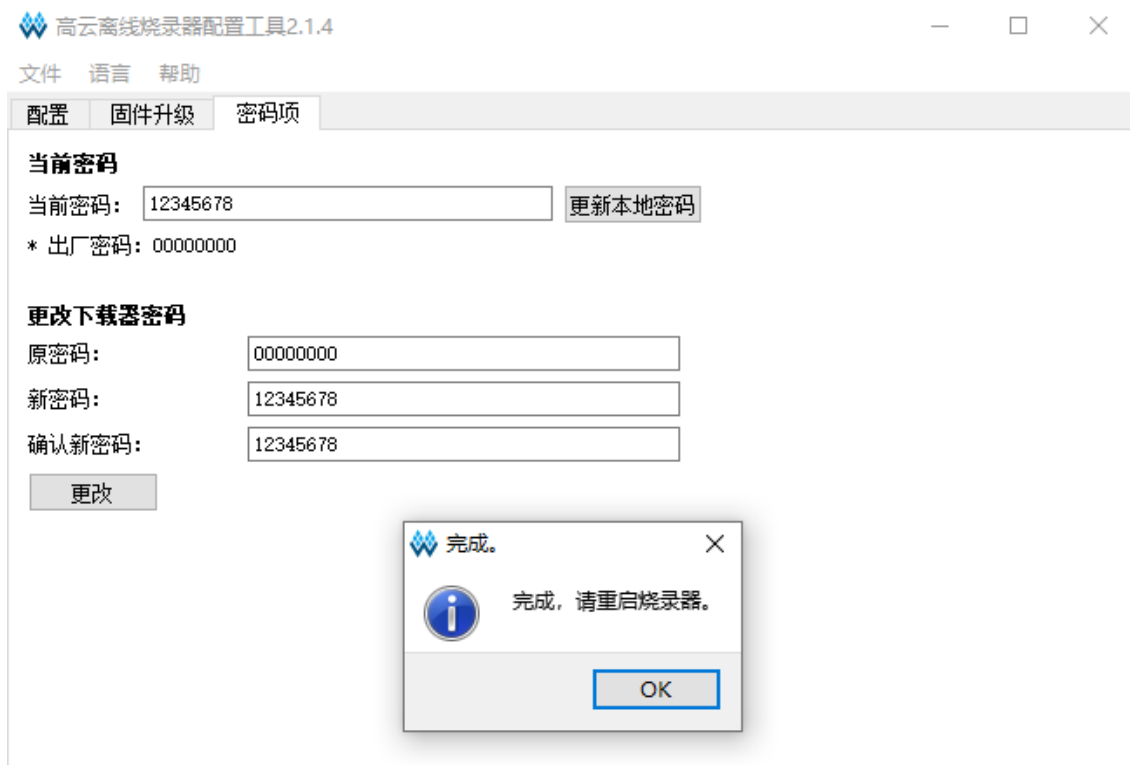 高云离线烧录器配置工具2.1.4
文件 语言 帮助
配置 固件升级 密码项
当前密码
当前密码： 12345678 更新本地密码
* 出厂密码：00000000
更改下载器密码
原密码： 00000000
新密码： 12345678
确认新密码： 12345678
更改
完成。
完成，请重启烧录器。
OK